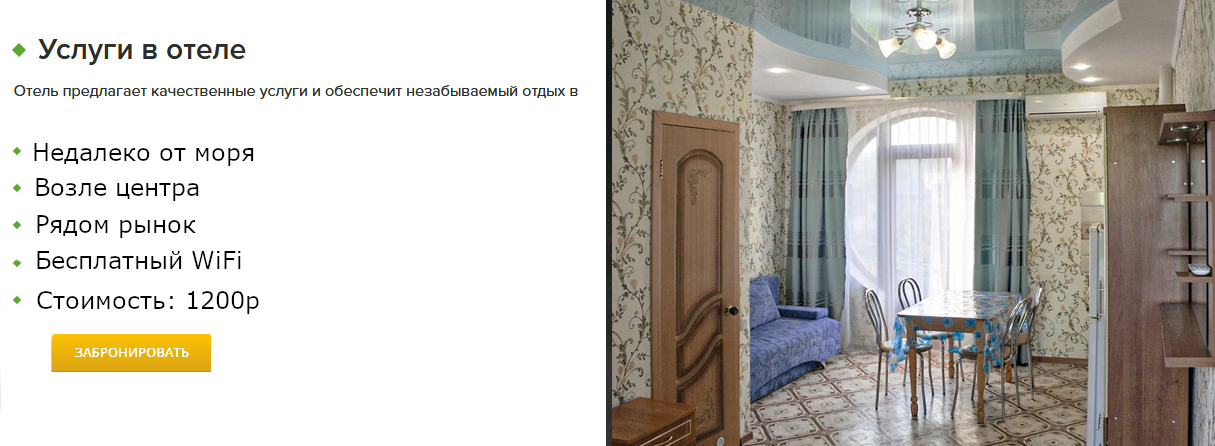 Услуги в отеле
Отель предлагает качественные услуги и обеспечит незабываемый отдых в
Недалеко от моря
Возле центра
Рядом рынок
Бесплатный WiFi
Стоимость: 1200р
ЗАБРОНИРОВАТЬ